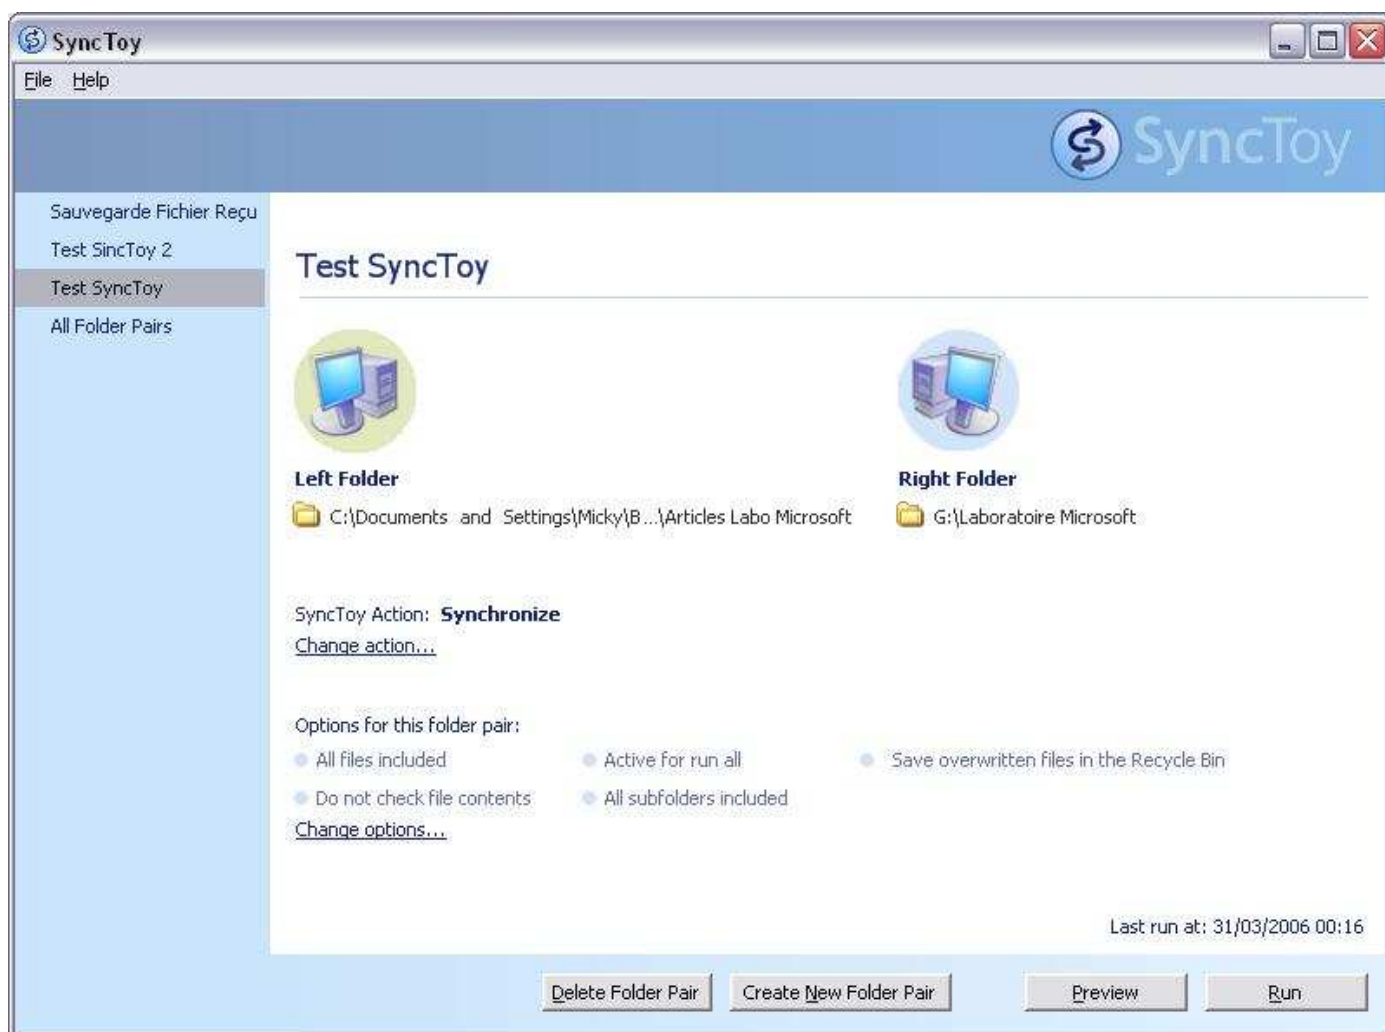 SyncToy
File Help
SyncToy
Sauvegarde Fichier Reçu
Test SincToy 2
Test SyncToy
All Folder Pairs
Test SyncToy
Left Folder
C:\Documents and Settings\Micky\B...\Articles Labo Microsoft
Right Folder
G:\Laboratoire Microsoft
SyncToy Action: Synchronize
Change action...
Options for this folder pair:
All files included
Active for run all
Save overwritten files in the Recycle Bin
Do not check file contents
All subfolders included
Change options...
Last run at: 31/03/2006 00:16
Delete Folder Pair
Create New Folder Pair
Preview
Run